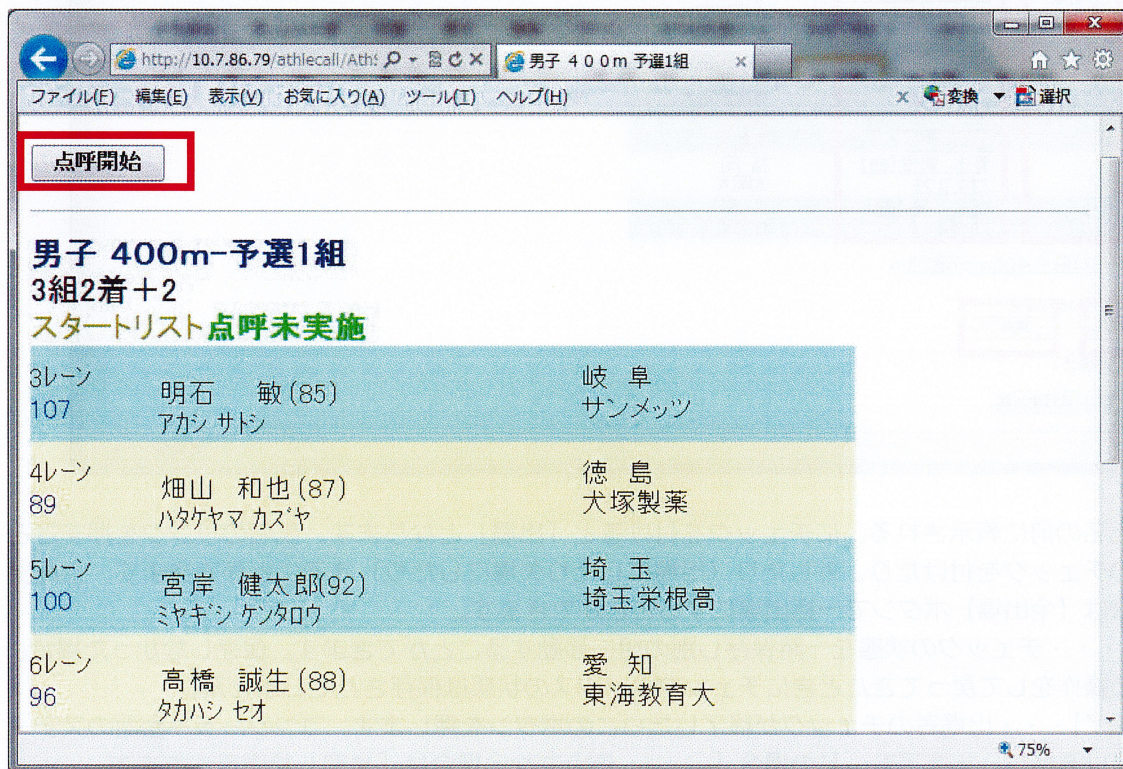 http://10.7.86.79/athlecall/Ath
男子 400m 予選1組
ファイル(F) 編集(E) 表示(V) お気に入り(A) ツール(T) ヘルプ(H)
変換 選択
点呼開始
男子 400m-予選1組
3組2着+2
スタートリスト点呼未実施
3レーン
107
明石 敏(85)
アカシ サトシ
岐 阜
サンメッツ
4レーン
89
畑山 和也(87)
ハタケヤマ カズヤ
徳 島
犬塚製薬
5レーン
100
宮岸 健太郎(92)
ミヤギシ ケンタロウ
埼 玉
埼玉栄根高
6レーン
96
高橋 誠生(88)
タカハシ セオ
愛 知
東海教育大
75%